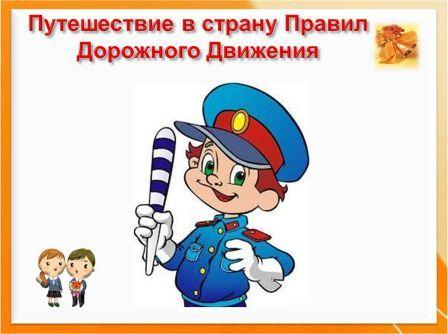 Путешествие в страну Правил
Дорожного Движения